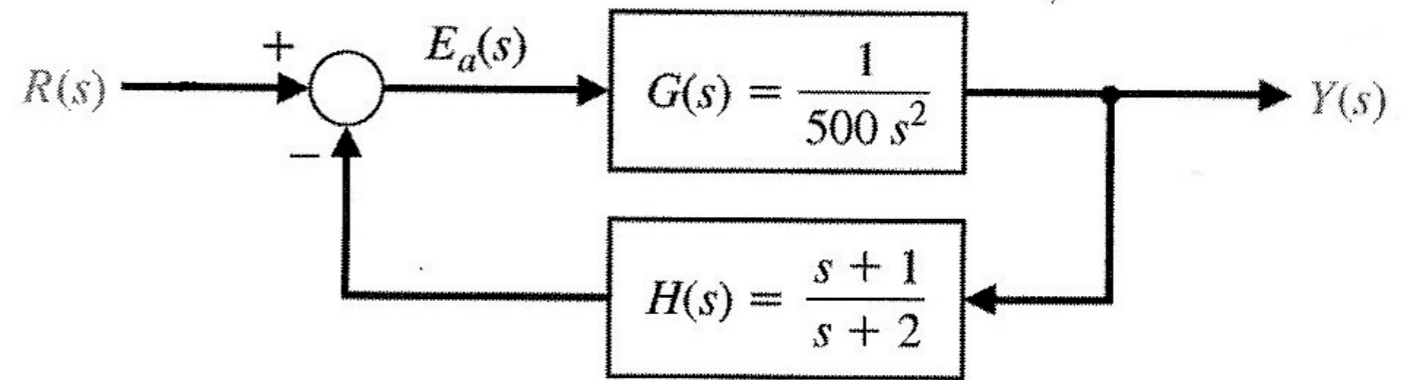 +
E_a(s)
R(s)
G(s) = 1 / 500 s^2
Y(s)
−
H(s) = s + 1 / s + 2